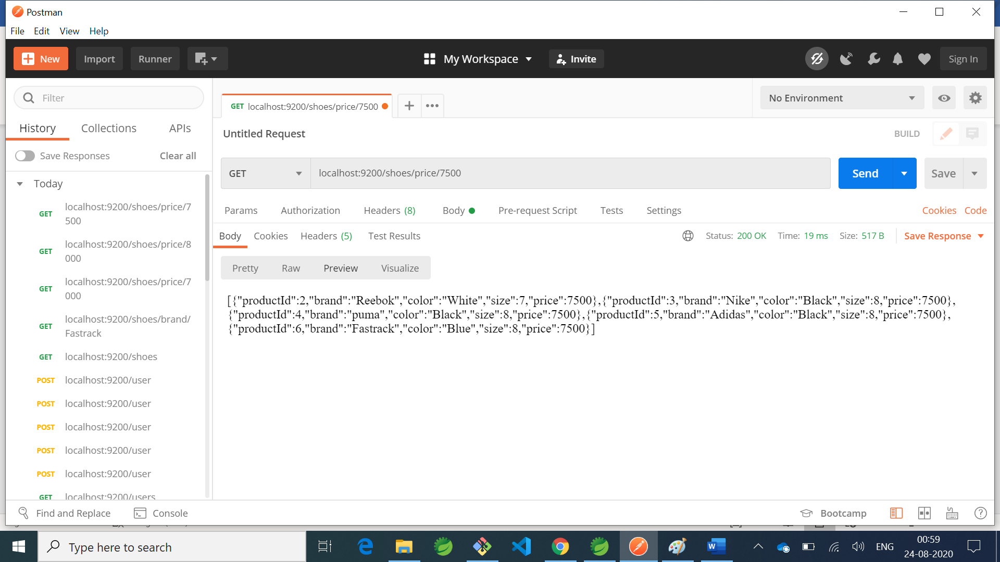 Postman
File Edit View Help
New Import Runner My Workspace Invite Sign In
Filter
History Collections APIs
Save Responses Clear all
Today
GET localhost:9200/shoes/price/7
500
GET localhost:9200/shoes/price/8
000
GET localhost:9200/shoes/price/7
000
GET localhost:9200/shoes/brand/
Fastrack
GET localhost:9200/shoes
POST localhost:9200/user
POST localhost:9200/user
POST localhost:9200/user
POST localhost:9200/user
POST localhost:9200/user
GET localhost:9200/users
GET localhost:9200/shoes/price/7500
No Environment
Untitled Request
BUILD
GET localhost:9200/shoes/price/7500 Send Save
Params Authorization Headers (8) Body Pre-request Script Tests Settings Cookies Code
Body Cookies Headers (5) Test Results Status: 200 OK Time: 19 ms Size: 517 B Save Response
Pretty Raw Preview Visualize
[{"productId":2,"brand":"Reebok","color":"White","size":7,"price":7500},{"productId":3,"brand":"Nike","color":"Black","size":8,"price":7500},
{"productId":4,"brand":"puma","color":"Black","size":8,"price":7500},{"productId":5,"brand":"Adidas","color":"Black","size":8,"price":7500},
{"productId":6,"brand":"Fastrack","color":"Blue","size":8,"price":7500}]
Find and Replace Console Bootcamp
Type here to search
ENG
00:59
24-08-2020